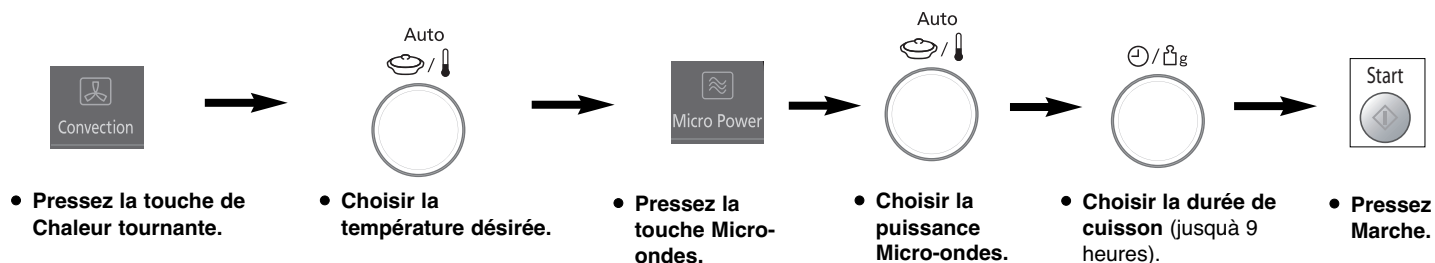 Auto
Convection
Auto
Micro Power
g
Start
• Pressez la touche de
Chaleur tournante.
• Choisir la
température désirée.
• Pressez la
touche Micro-
ondes.
• Choisir la
puissance
Micro-ondes.
• Choisir la durée de
cuisson (jusquà 9
heures).
• Pressez
Marche.